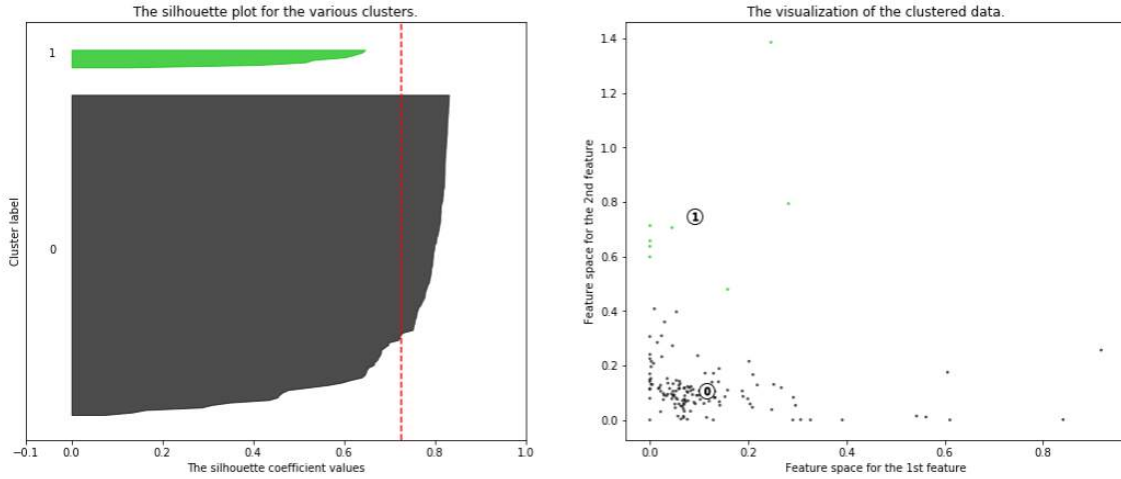 The silhouette plot for the various clusters.
1
0
Cluster label
−0.1 0.0 0.2 0.4 0.6 0.8 1.0
The silhouette coefficient values
The visualization of the clustered data.
1.4
1.2
1.0
0.8
0.6
0.4
0.2
0.0
Feature space for the 2nd feature
1
0
0.0 0.2 0.4 0.6 0.8
Feature space for the 1st feature